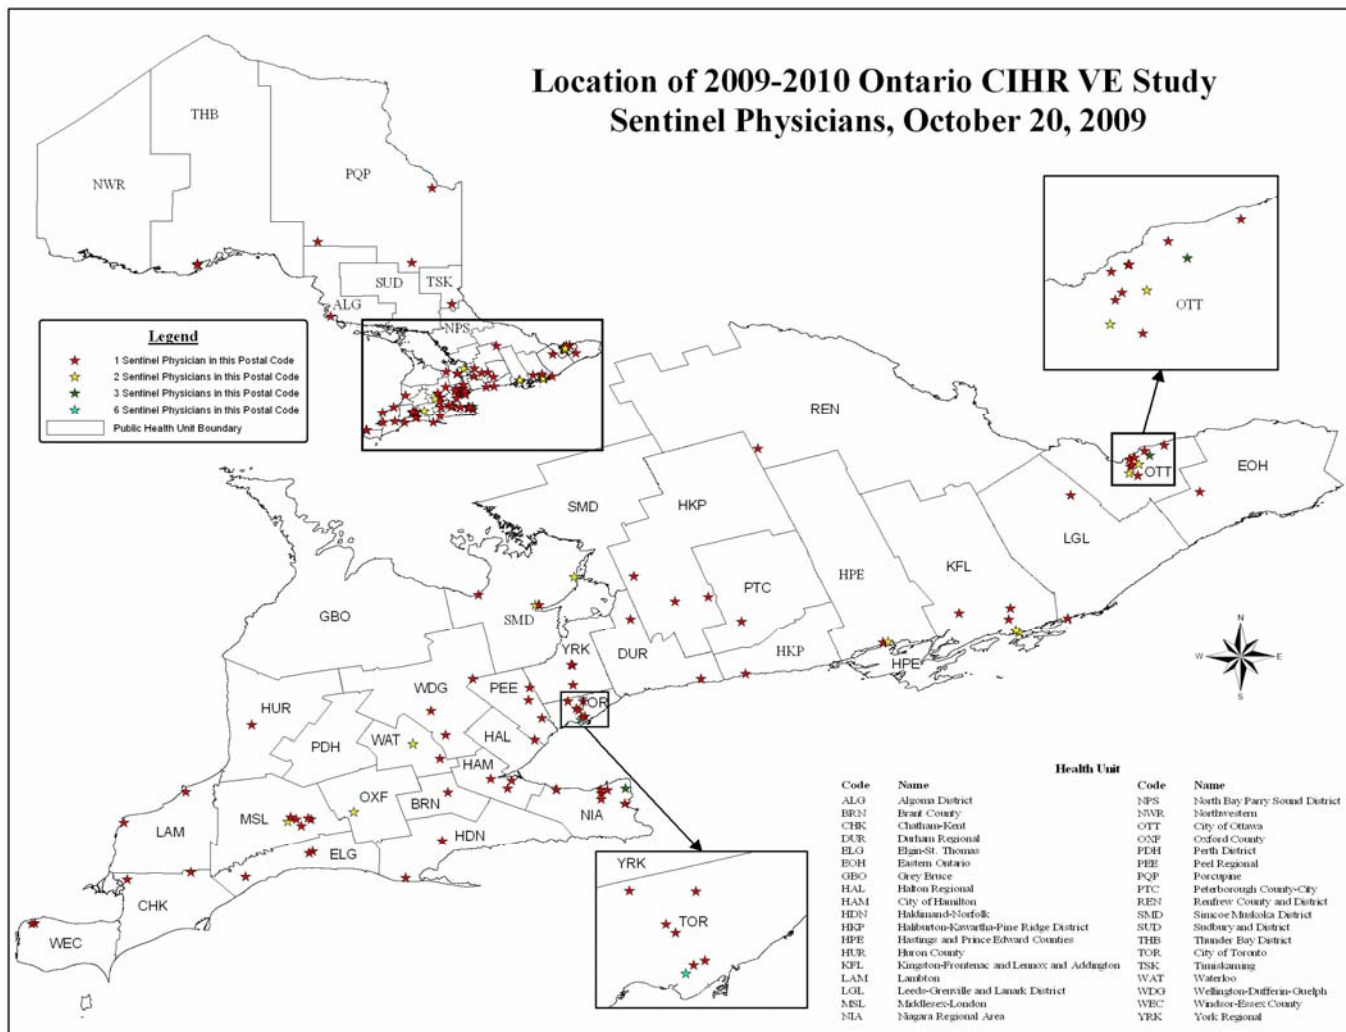 Location of 2009-2010 Ontario CIHR VE Study
Sentinel Physicians, October 20, 2009
THB
NWR
PQP
SUD
TSK
ALG
NPS
OTT
Legend
1 Sentinel Physician in this Postal Code
2 Sentinel Physicians in this Postal Code
3 Sentinel Physicians in this Postal Code
6 Sentinel Physicians in this Postal Code
Public Health Unit Boundary
REN
OTT
EOH
SMD
HKP
LGL
KFL
HPE
PTC
GBO
SMD
YRK
DUR
HKP
HPE
N
W E
S
HUR
WDG
PEE
TOR
PDH
WAT
HAL
HAM
OXF
BRN
MSL
NIA
LAM
HDN
ELG
CHK
WEC
YRK
TOR
Health Unit
Code Name Code Name
ALG Algoma District NPS North Bay Parry Sound District
BRN Brant County NWR Northwestern
CHK Chatham-Kent OTT City of Ottawa
DUR Durham Regional OXF Oxford County
ELG Elgin-St. Thomas PDH Perth District
EOH Eastern Ontario PEE Peel Regional
GBO Grey Bruce PQP Porcupine
HAL Halton Regional PTC Peterborough County-City
HAM City of Hamilton REN Renfrew County and District
HDN Haldimand-Norfolk SMD Simcoe Muskoka District
HKP Haliburton-Kawartha-Pine Ridge District SUD Sudbury and District
HPE Hastings and Prince Edward Counties THB Thunder Bay District
HUR Huron County TOR City of Toronto
KFL Kingston-Frontenac and Lennox and Addington TSK Timiskaming
LAM Lambton WAT Waterloo
LGL Leeds-Grenville and Lanark District WDG Wellington-Dufferin-Guelph
MSL Middlesex-London WEC Windsor-Essex County
NIA Niagara Regional Area YRK York Regional